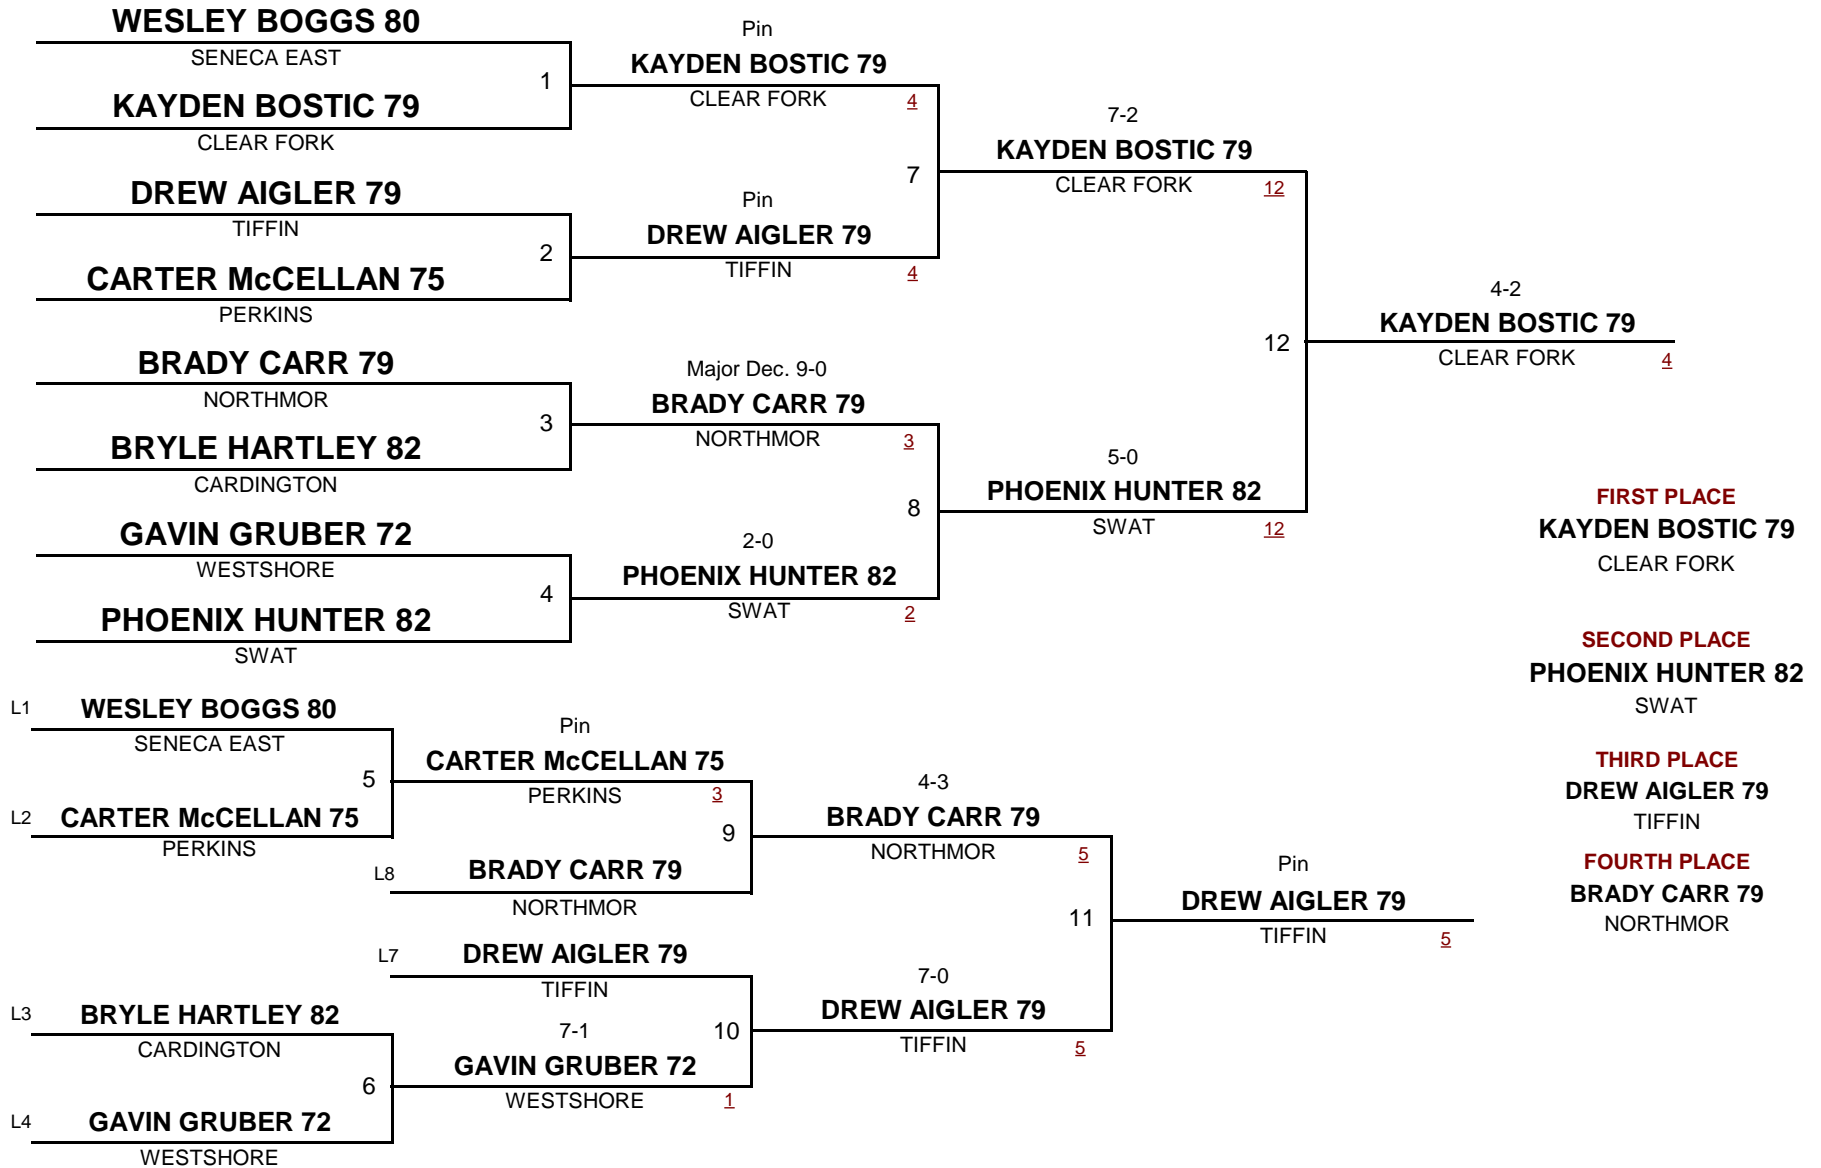 WESLEY BOGGS 80
SENECA EAST
1
KAYDEN BOSTIC 79
CLEAR FORK
Pin
KAYDEN BOSTIC 79
CLEAR FORK 4
DREW AIGLER 79
TIFFIN
2
CARTER McCELLAN 75
PERKINS
Pin
DREW AIGLER 79
TIFFIN 4
7
7-2
KAYDEN BOSTIC 79
CLEAR FORK 12
BRADY CARR 79
NORTHMOR
3
BRYLE HARTLEY 82
CARDINGTON
Major Dec. 9-0
BRADY CARR 79
NORTHMOR 3
GAVIN GRUBER 72
WESTSHORE
4
PHOENIX HUNTER 82
SWAT
2-0
PHOENIX HUNTER 82
SWAT 2
8
5-0
PHOENIX HUNTER 82
SWAT 12
12
4-2
KAYDEN BOSTIC 79
CLEAR FORK 4
FIRST PLACE
KAYDEN BOSTIC 79
CLEAR FORK
SECOND PLACE
PHOENIX HUNTER 82
SWAT
THIRD PLACE
DREW AIGLER 79
TIFFIN
FOURTH PLACE
BRADY CARR 79
NORTHMOR
L1 WESLEY BOGGS 80
SENECA EAST
5
L2 CARTER McCELLAN 75
PERKINS
Pin
CARTER McCELLAN 75
PERKINS 3
9
L8 BRADY CARR 79
NORTHMOR
4-3
BRADY CARR 79
NORTHMOR 5
L7 DREW AIGLER 79
TIFFIN
L3 BRYLE HARTLEY 82
CARDINGTON
6
L4 GAVIN GRUBER 72
WESTSHORE
7-1
GAVIN GRUBER 72
WESTSHORE 1
10
7-0
DREW AIGLER 79
TIFFIN 5
11
Pin
DREW AIGLER 79
TIFFIN 5